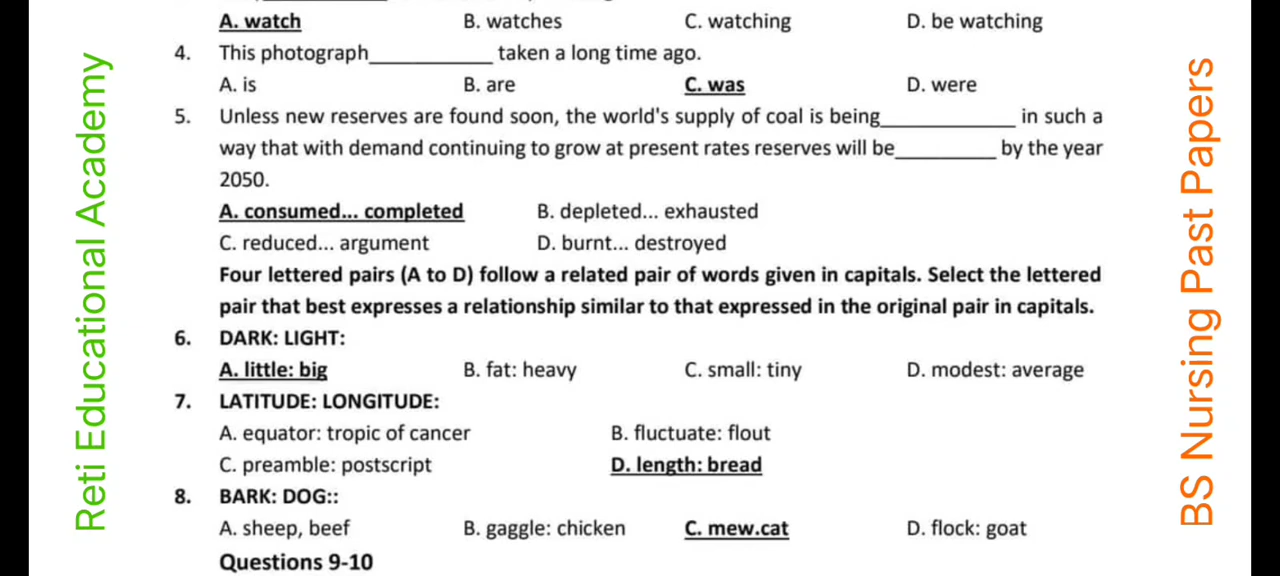 A. watch B. watches C. watching D. be watching
4. This photograph___________ taken a long time ago.
A. is B. are C. was D. were
5. Unless new reserves are found soon, the world's supply of coal is being____________ in such a
way that with demand continuing to grow at present rates reserves will be_________ by the year
2050.
A. consumed... completed B. depleted... exhausted
C. reduced... argument D. burnt... destroyed
Four lettered pairs (A to D) follow a related pair of words given in capitals. Select the lettered
pair that best expresses a relationship similar to that expressed in the original pair in capitals.
6. DARK: LIGHT:
A. little: big B. fat: heavy C. small: tiny D. modest: average
7. LATITUDE: LONGITUDE:
A. equator: tropic of cancer B. fluctuate: flout
C. preamble: postscript D. length: bread
8. BARK: DOG::
A. sheep, beef B. gaggle: chicken C. mew.cat D. flock: goat
Questions 9-10
Reti Educational Academy
BS Nursing Past Papers